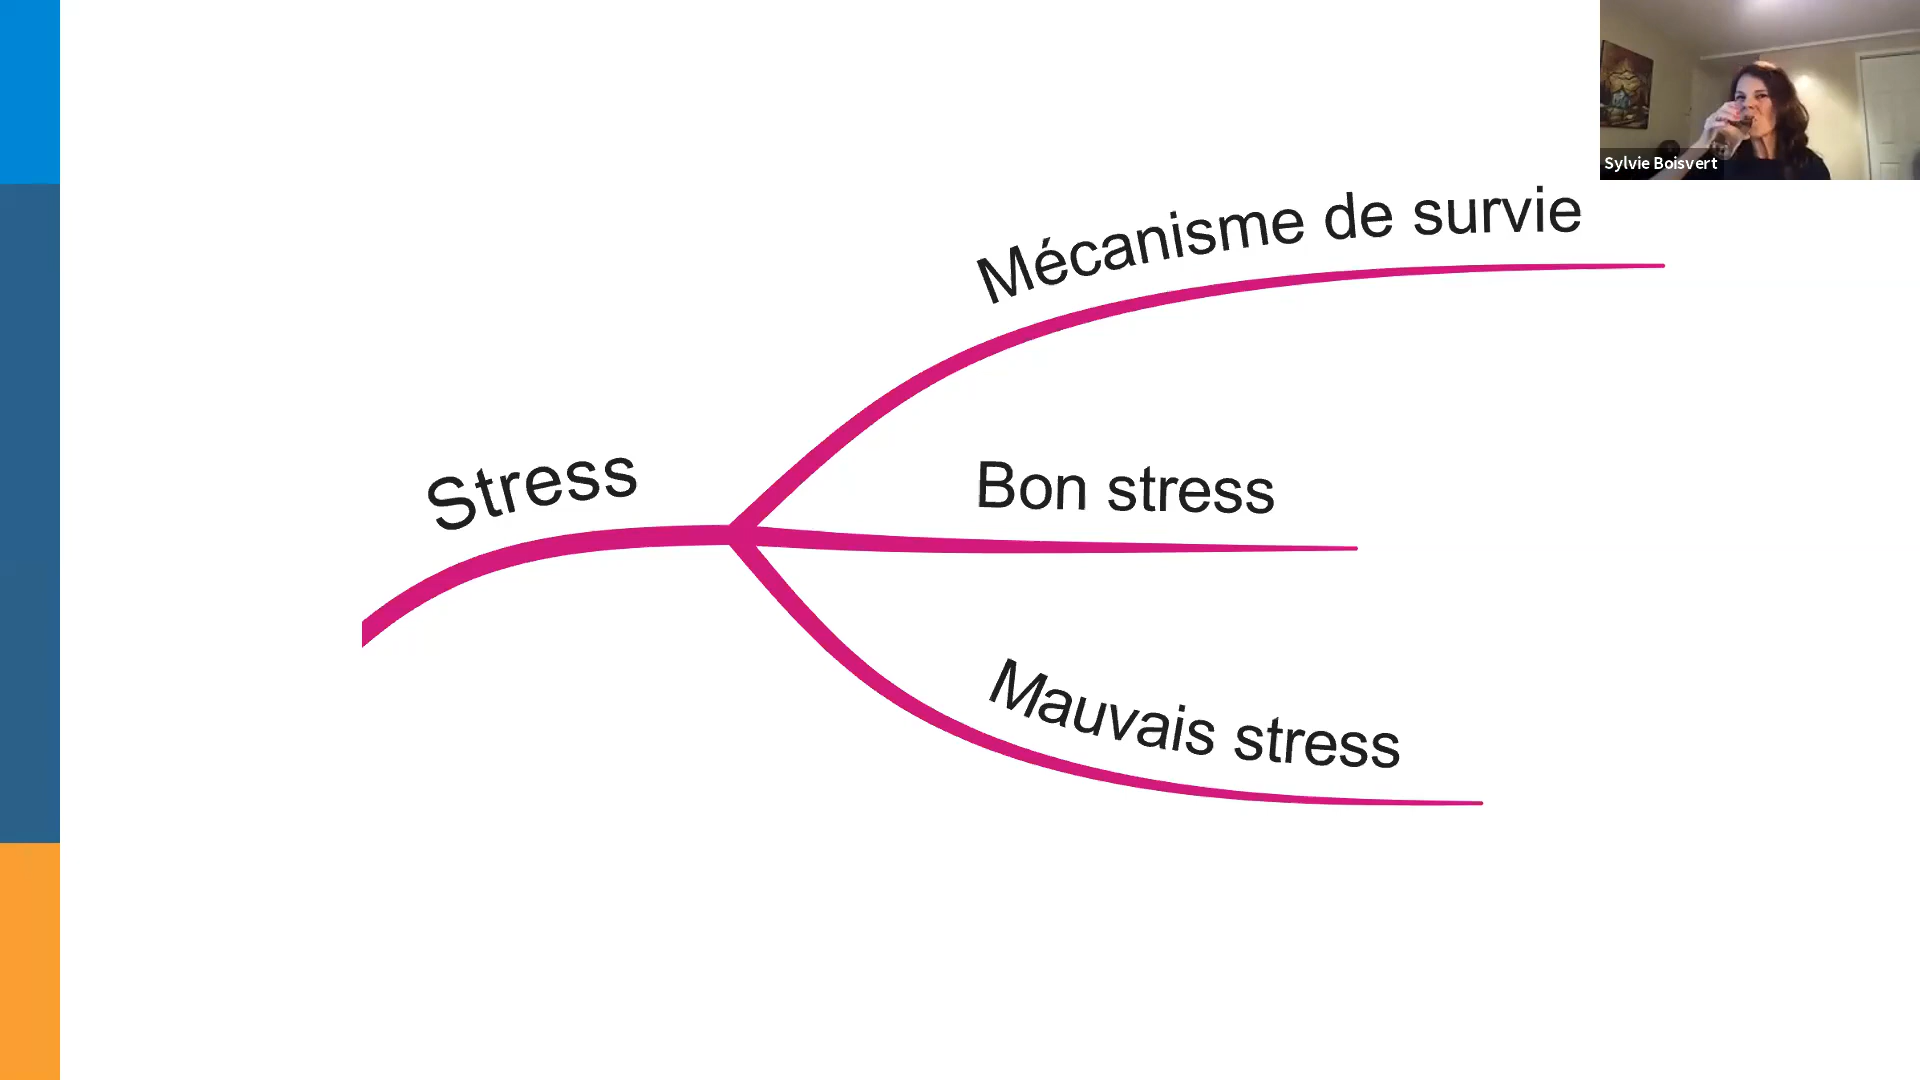 Sylvie Boisvert
Mécanisme de survie
Stress
Bon stress
Mauvais stress